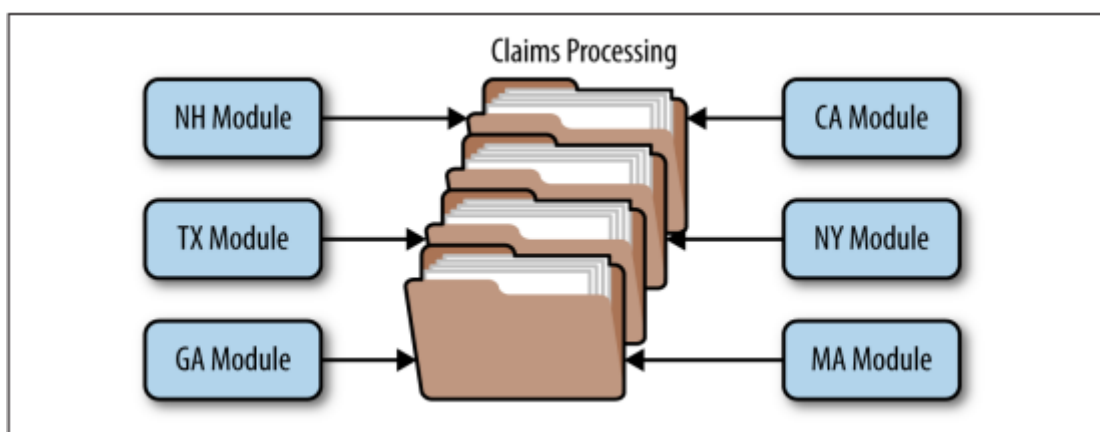 Claims Processing
NH Module
CA Module
TX Module
NY Module
GA Module
MA Module